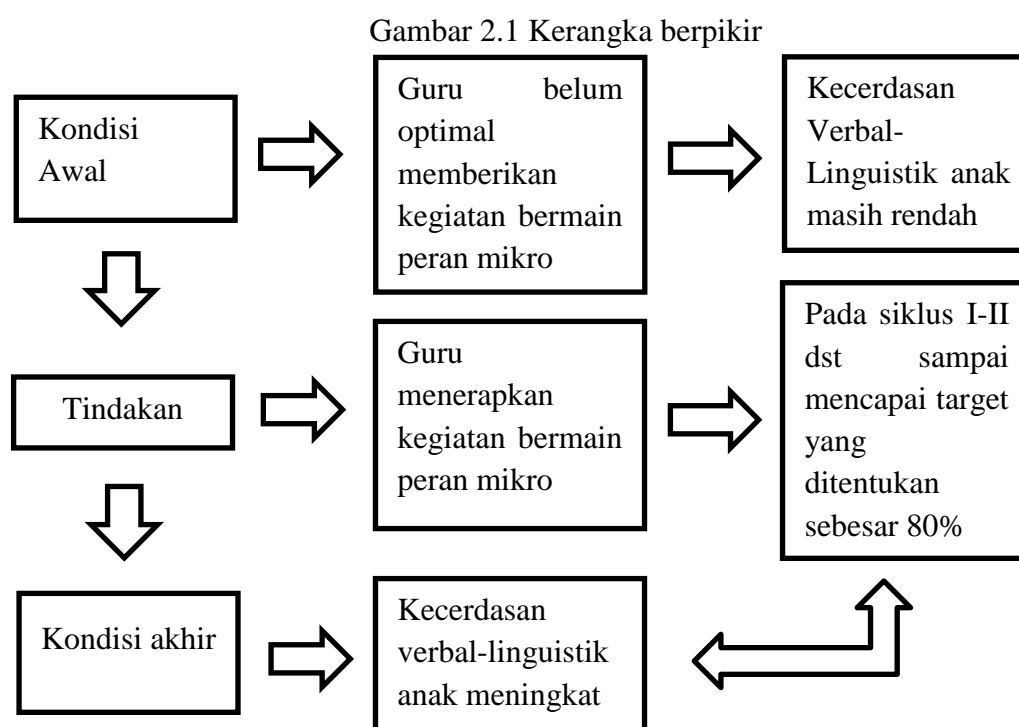 Gambar 2.1 Kerangka berpikir
Kondisi
Awal
Guru belum
optimal
memberikan
kegiatan bermain
peran mikro
Kecerdasan
Verbal-
Linguistik anak
masih rendah
Tindakan
Guru
menerapkan
kegiatan bermain
peran mikro
Pada siklus I-II
dst sampai
mencapai target
yang
ditentukan
sebesar 80%
Kondisi akhir
Kecerdasan
verbal-linguistik
anak meningkat